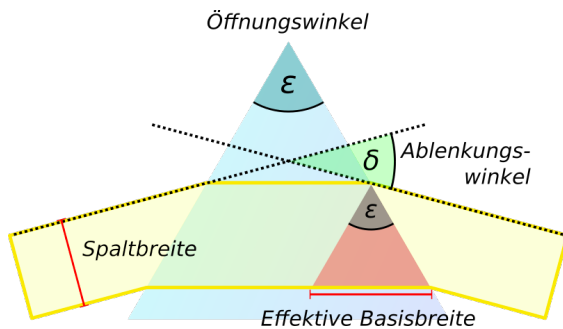 Öffnungswinkel
ε
δ
Ablenkungs-
winkel
ε
Spaltbreite
Effektive Basisbreite